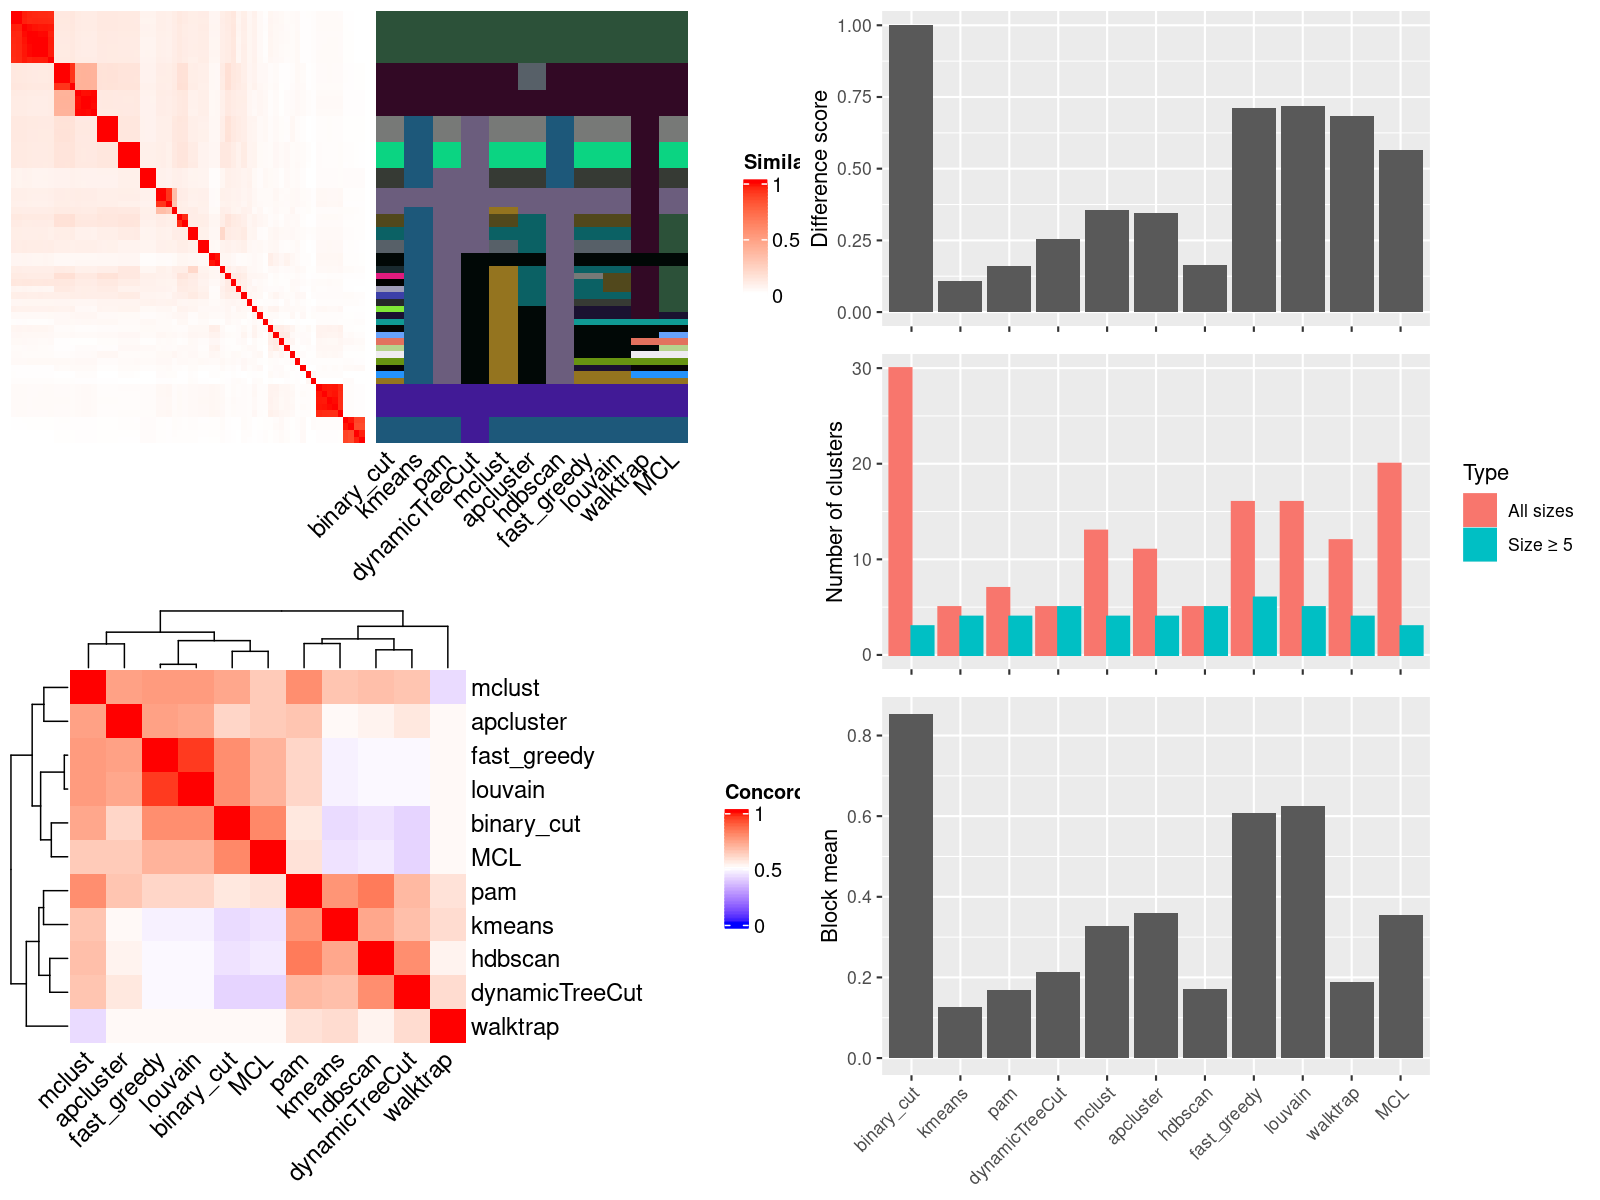 Simila
1
0.5
0
binary_cut
kmeans
pam
dynamicTreeCut
mclust
apcluster
hdbscan
fast_greedy
louvain
walktrap
MCL
mclust
apcluster
fast_greedy
louvain
binary_cut
MCL
pam
kmeans
hdbscan
dynamicTreeCut
walktrap
mclust
apcluster
fast_greedy
louvain
binary_cut
MCL
pam
kmeans
hdbscan
dynamicTreeCut
walktrap
Concord
1
0.5
0
Difference score
1.00
0.75
0.50
0.25
0.00
Number of clusters
30
20
10
0
Type
All sizes
Size ≥ 5
Block mean
0.8
0.6
0.4
0.2
0.0
binary_cut
kmeans
pam
dynamicTreeCut
mclust
apcluster
hdbscan
fast_greedy
louvain
walktrap
MCL